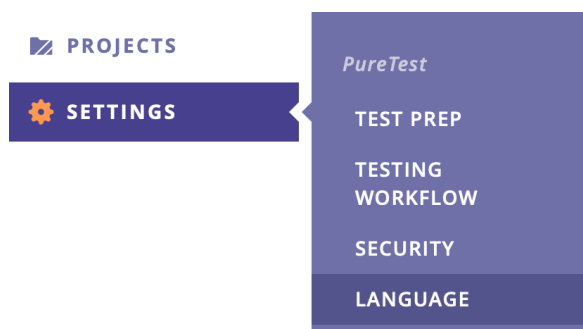 PROJECTS
SETTINGS
PureTest
TEST PREP
TESTING
WORKFLOW
SECURITY
LANGUAGE